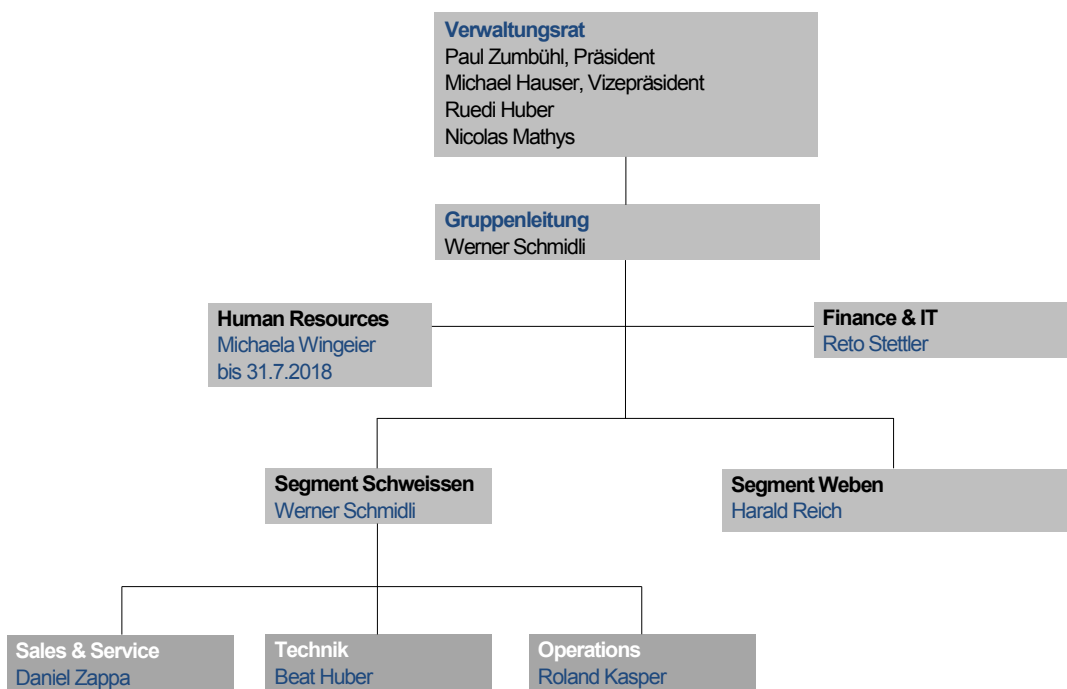 Verwaltungsrat
Paul Zumbühl, Präsident
Michael Hauser, Vizepräsident
Ruedi Huber
Nicolas Mathys
Gruppenleitung
Werner Schmidli
Human Resources
Michaela Wingeier
bis 31.7.2018
Finance & IT
Reto Stettler
Segment Schweissen
Werner Schmidli
Segment Weben
Harald Reich
Sales & Service
Daniel Zappa
Technik
Beat Huber
Operations
Roland Kasper